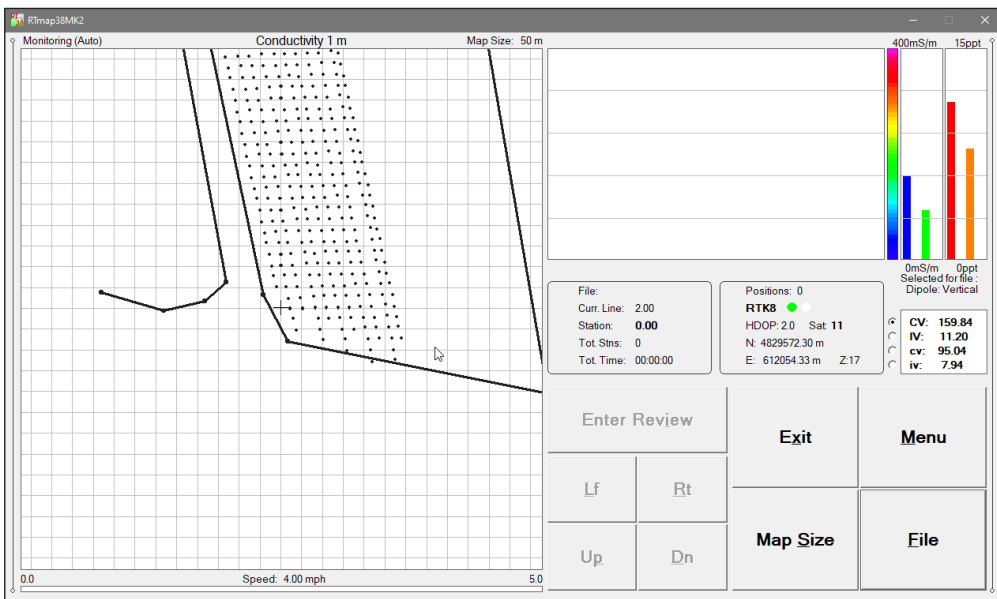 RTmap38MK2
Monitoring (Auto) Conductivity 1 m Map Size: 50 m
400mS/m 15ppt
0mS/m 0ppt
Selected for file :
Dipole: Vertical
File:
Curr. Line: 2.00
Station: 0.00
Tot. Stns: 0
Tot. Time: 00:00:00
Positions: 0
RTK8
HDOP: 2.0 Sat: 11
N: 4829572.30 m
E: 612054.33 m Z:17
CV: 159.84
IV: 11.20
cv: 95.04
iv: 7.94
Enter Review
Exit
Menu
Lf
Rt
Map Size
File
Up
Dn
0.0 Speed: 4.00 mph 5.0